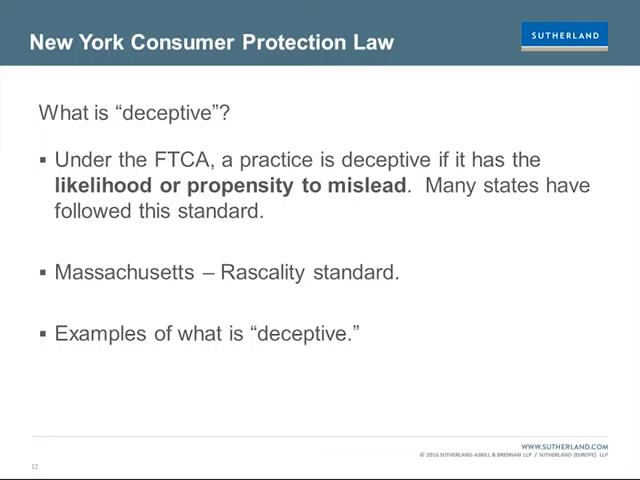 New York Consumer Protection Law
SUTHERLAND
What is “deceptive”?
▪ Under the FTCA, a practice is deceptive if it has the
likelihood or propensity to mislead. Many states have
followed this standard.
▪ Massachusetts – Rascality standard.
▪ Examples of what is “deceptive.”
WWW.SUTHERLAND.COM
© 2016 SUTHERLAND ASBILL & BRENNAN LLP / SUTHERLAND (EUROPE) LLP
12